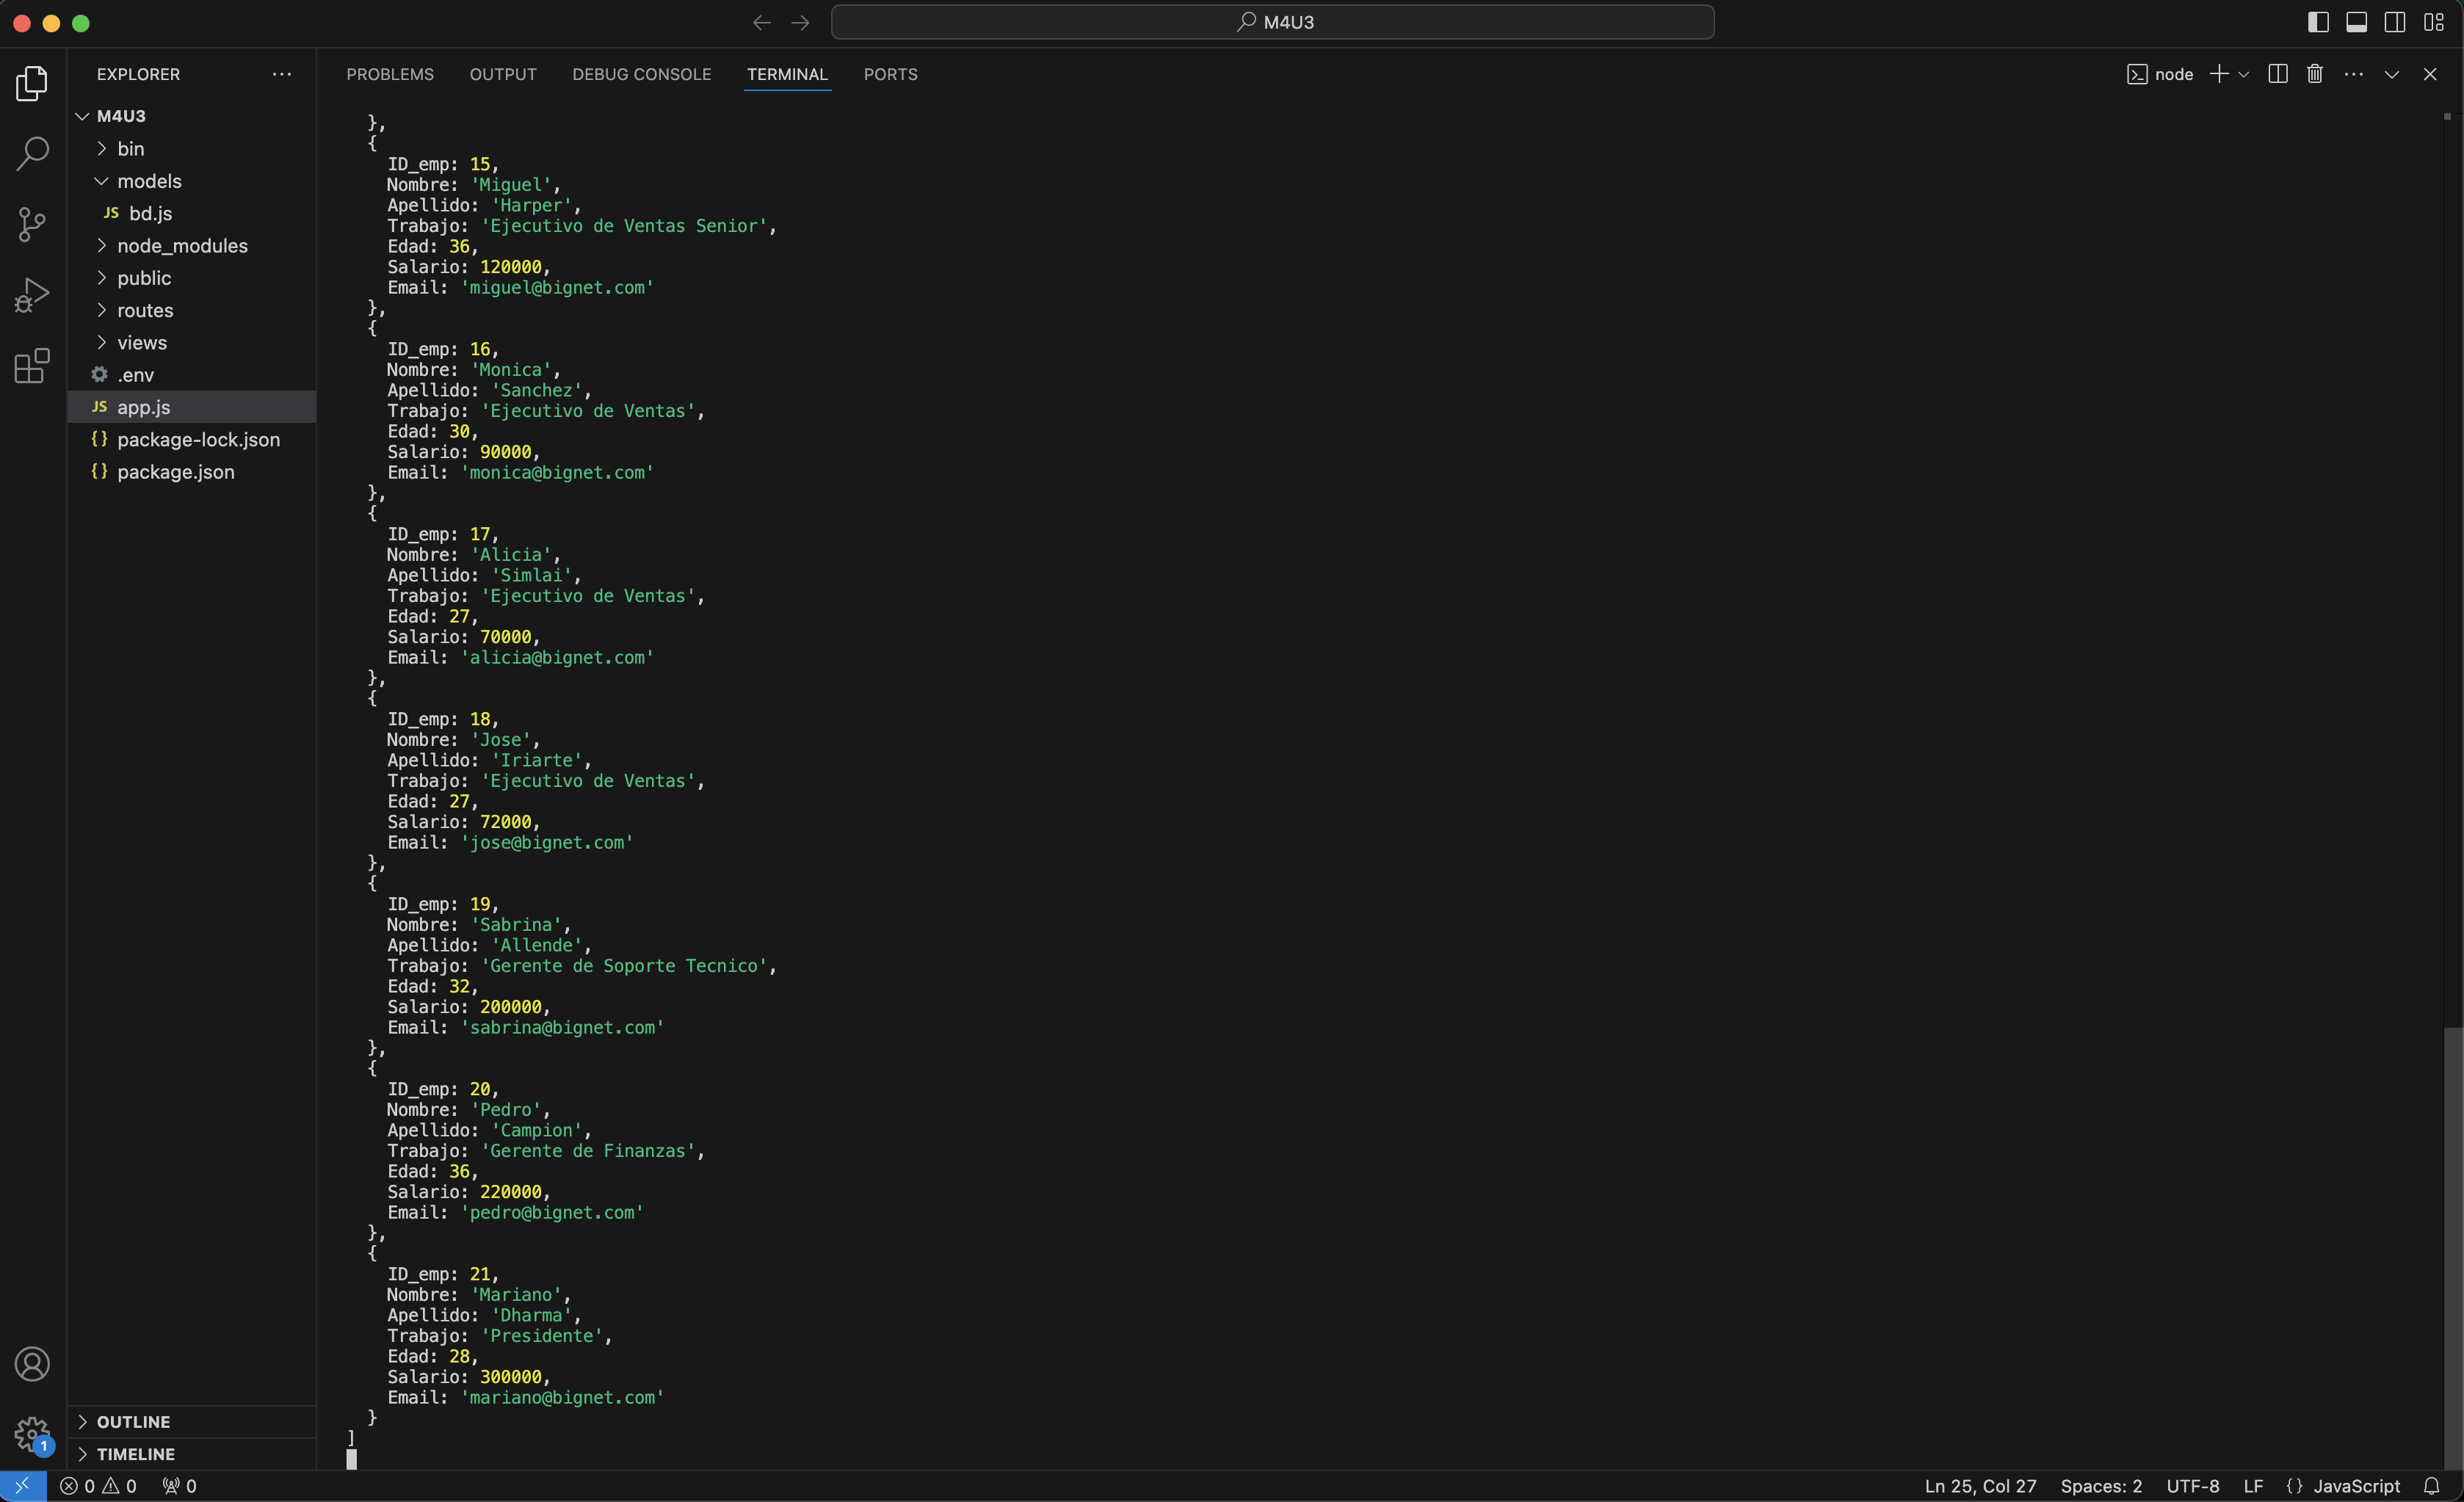 M4U3
EXPLORER
PROBLEMS OUTPUT DEBUG CONSOLE TERMINAL PORTS
node
M4U3
bin
models
JS bd.js
node_modules
public
routes
views
.env
JS app.js
{} package-lock.json
{} package.json
OUTLINE
TIMELINE
1
},
{
ID_emp: 15,
Nombre: 'Miguel',
Apellido: 'Harper',
Trabajo: 'Ejecutivo de Ventas Senior',
Edad: 36,
Salario: 120000,
Email: 'miguel@bignet.com'
},
{
ID_emp: 16,
Nombre: 'Monica',
Apellido: 'Sanchez',
Trabajo: 'Ejecutivo de Ventas',
Edad: 30,
Salario: 90000,
Email: 'monica@bignet.com'
},
{
ID_emp: 17,
Nombre: 'Alicia',
Apellido: 'Simlai',
Trabajo: 'Ejecutivo de Ventas',
Edad: 27,
Salario: 70000,
Email: 'alicia@bignet.com'
},
{
ID_emp: 18,
Nombre: 'Jose',
Apellido: 'Iriarte',
Trabajo: 'Ejecutivo de Ventas',
Edad: 27,
Salario: 72000,
Email: 'jose@bignet.com'
},
{
ID_emp: 19,
Nombre: 'Sabrina',
Apellido: 'Allende',
Trabajo: 'Gerente de Soporte Tecnico',
Edad: 32,
Salario: 200000,
Email: 'sabrina@bignet.com'
},
{
ID_emp: 20,
Nombre: 'Pedro',
Apellido: 'Campion',
Trabajo: 'Gerente de Finanzas',
Edad: 36,
Salario: 220000,
Email: 'pedro@bignet.com'
},
{
ID_emp: 21,
Nombre: 'Mariano',
Apellido: 'Dharma',
Trabajo: 'Presidente',
Edad: 28,
Salario: 300000,
Email: 'mariano@bignet.com'
}
]
0 0 0
Ln 25, Col 27 Spaces: 2 UTF-8 LF {} JavaScript